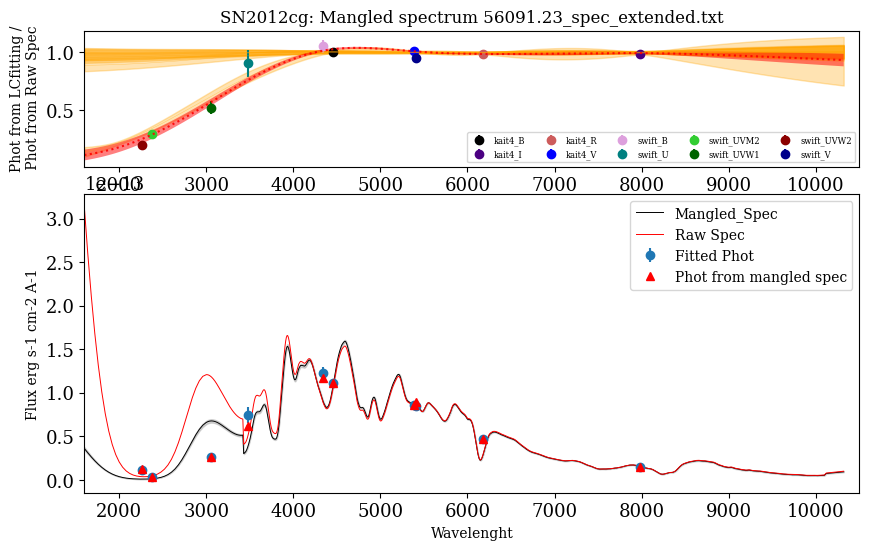 SN2012cg: Mangled spectrum 56091.23_spec_extended.txt
Phot from LCfitting /
Phot from Raw Spec
1.0
0.5
kait4_B kait4_R swift_B swift_UVM2 swift_UVW2
kait4_I kait4_V swift_U swift_UVW1 swift_V
2000 3000 4000 5000 6000 7000 8000 9000 10000
1e−13
Flux erg s-1 cm-2 A-1
3.0
2.5
2.0
1.5
1.0
0.5
0.0
Mangled_Spec
Raw Spec
Fitted Phot
Phot from mangled spec
2000 3000 4000 5000 6000 7000 8000 9000 10000
Wavelenght